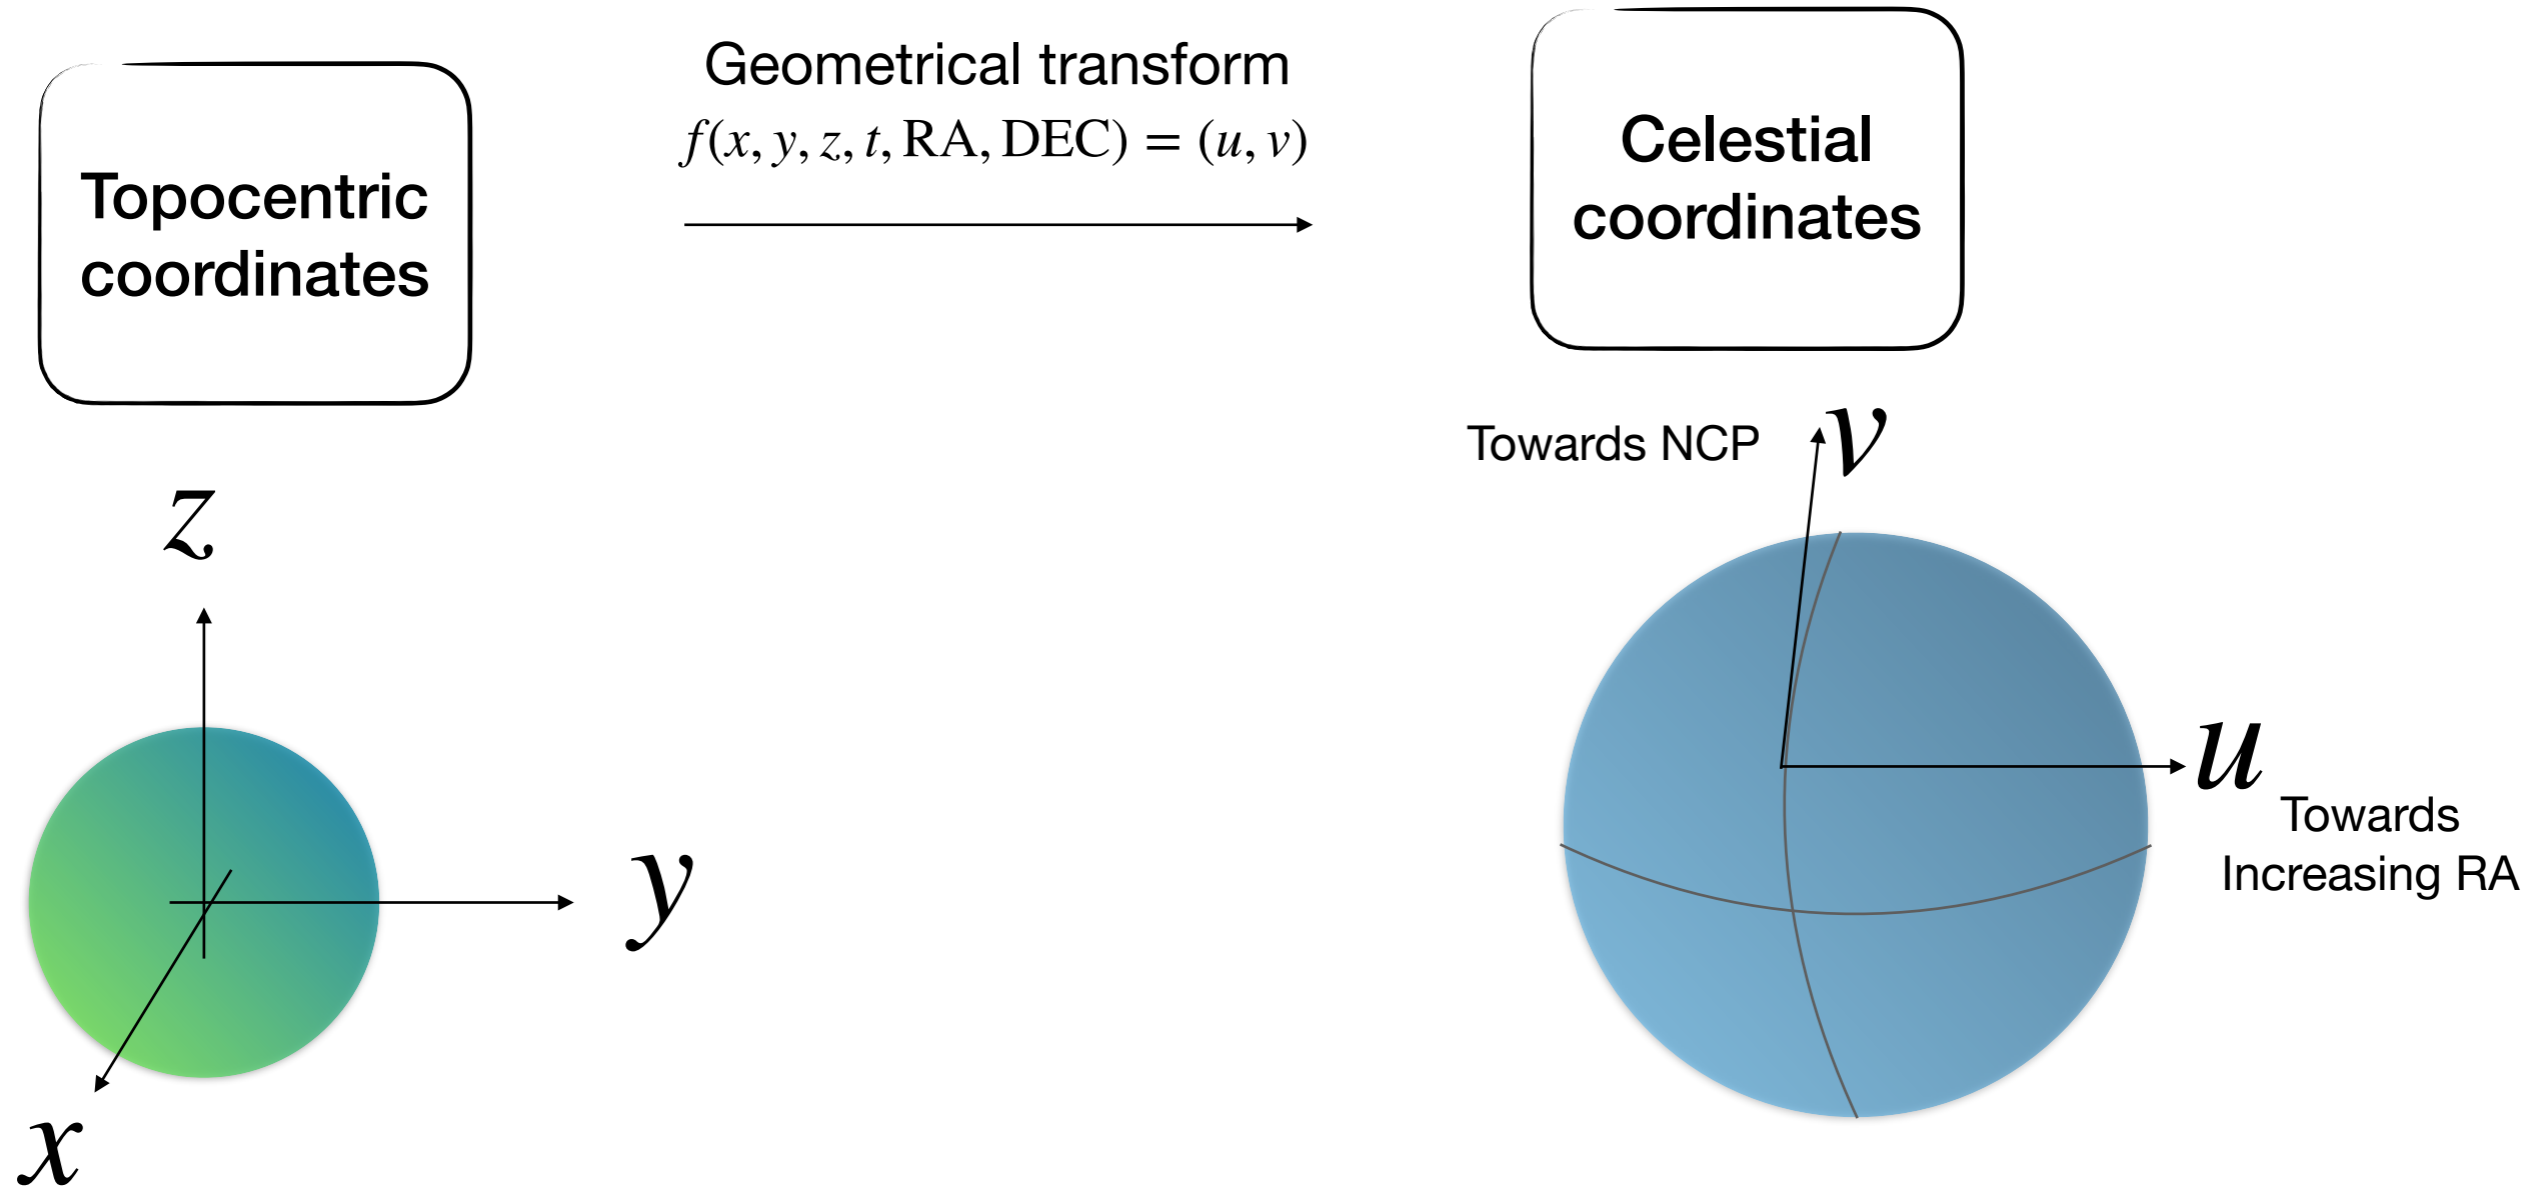 Topocentric
coordinates
Geometrical transform
f(x, y, z, t, RA, DEC) = (u, v)
Celestial
coordinates
z
y
x
Towards NCP
v
u
Towards
Increasing RA